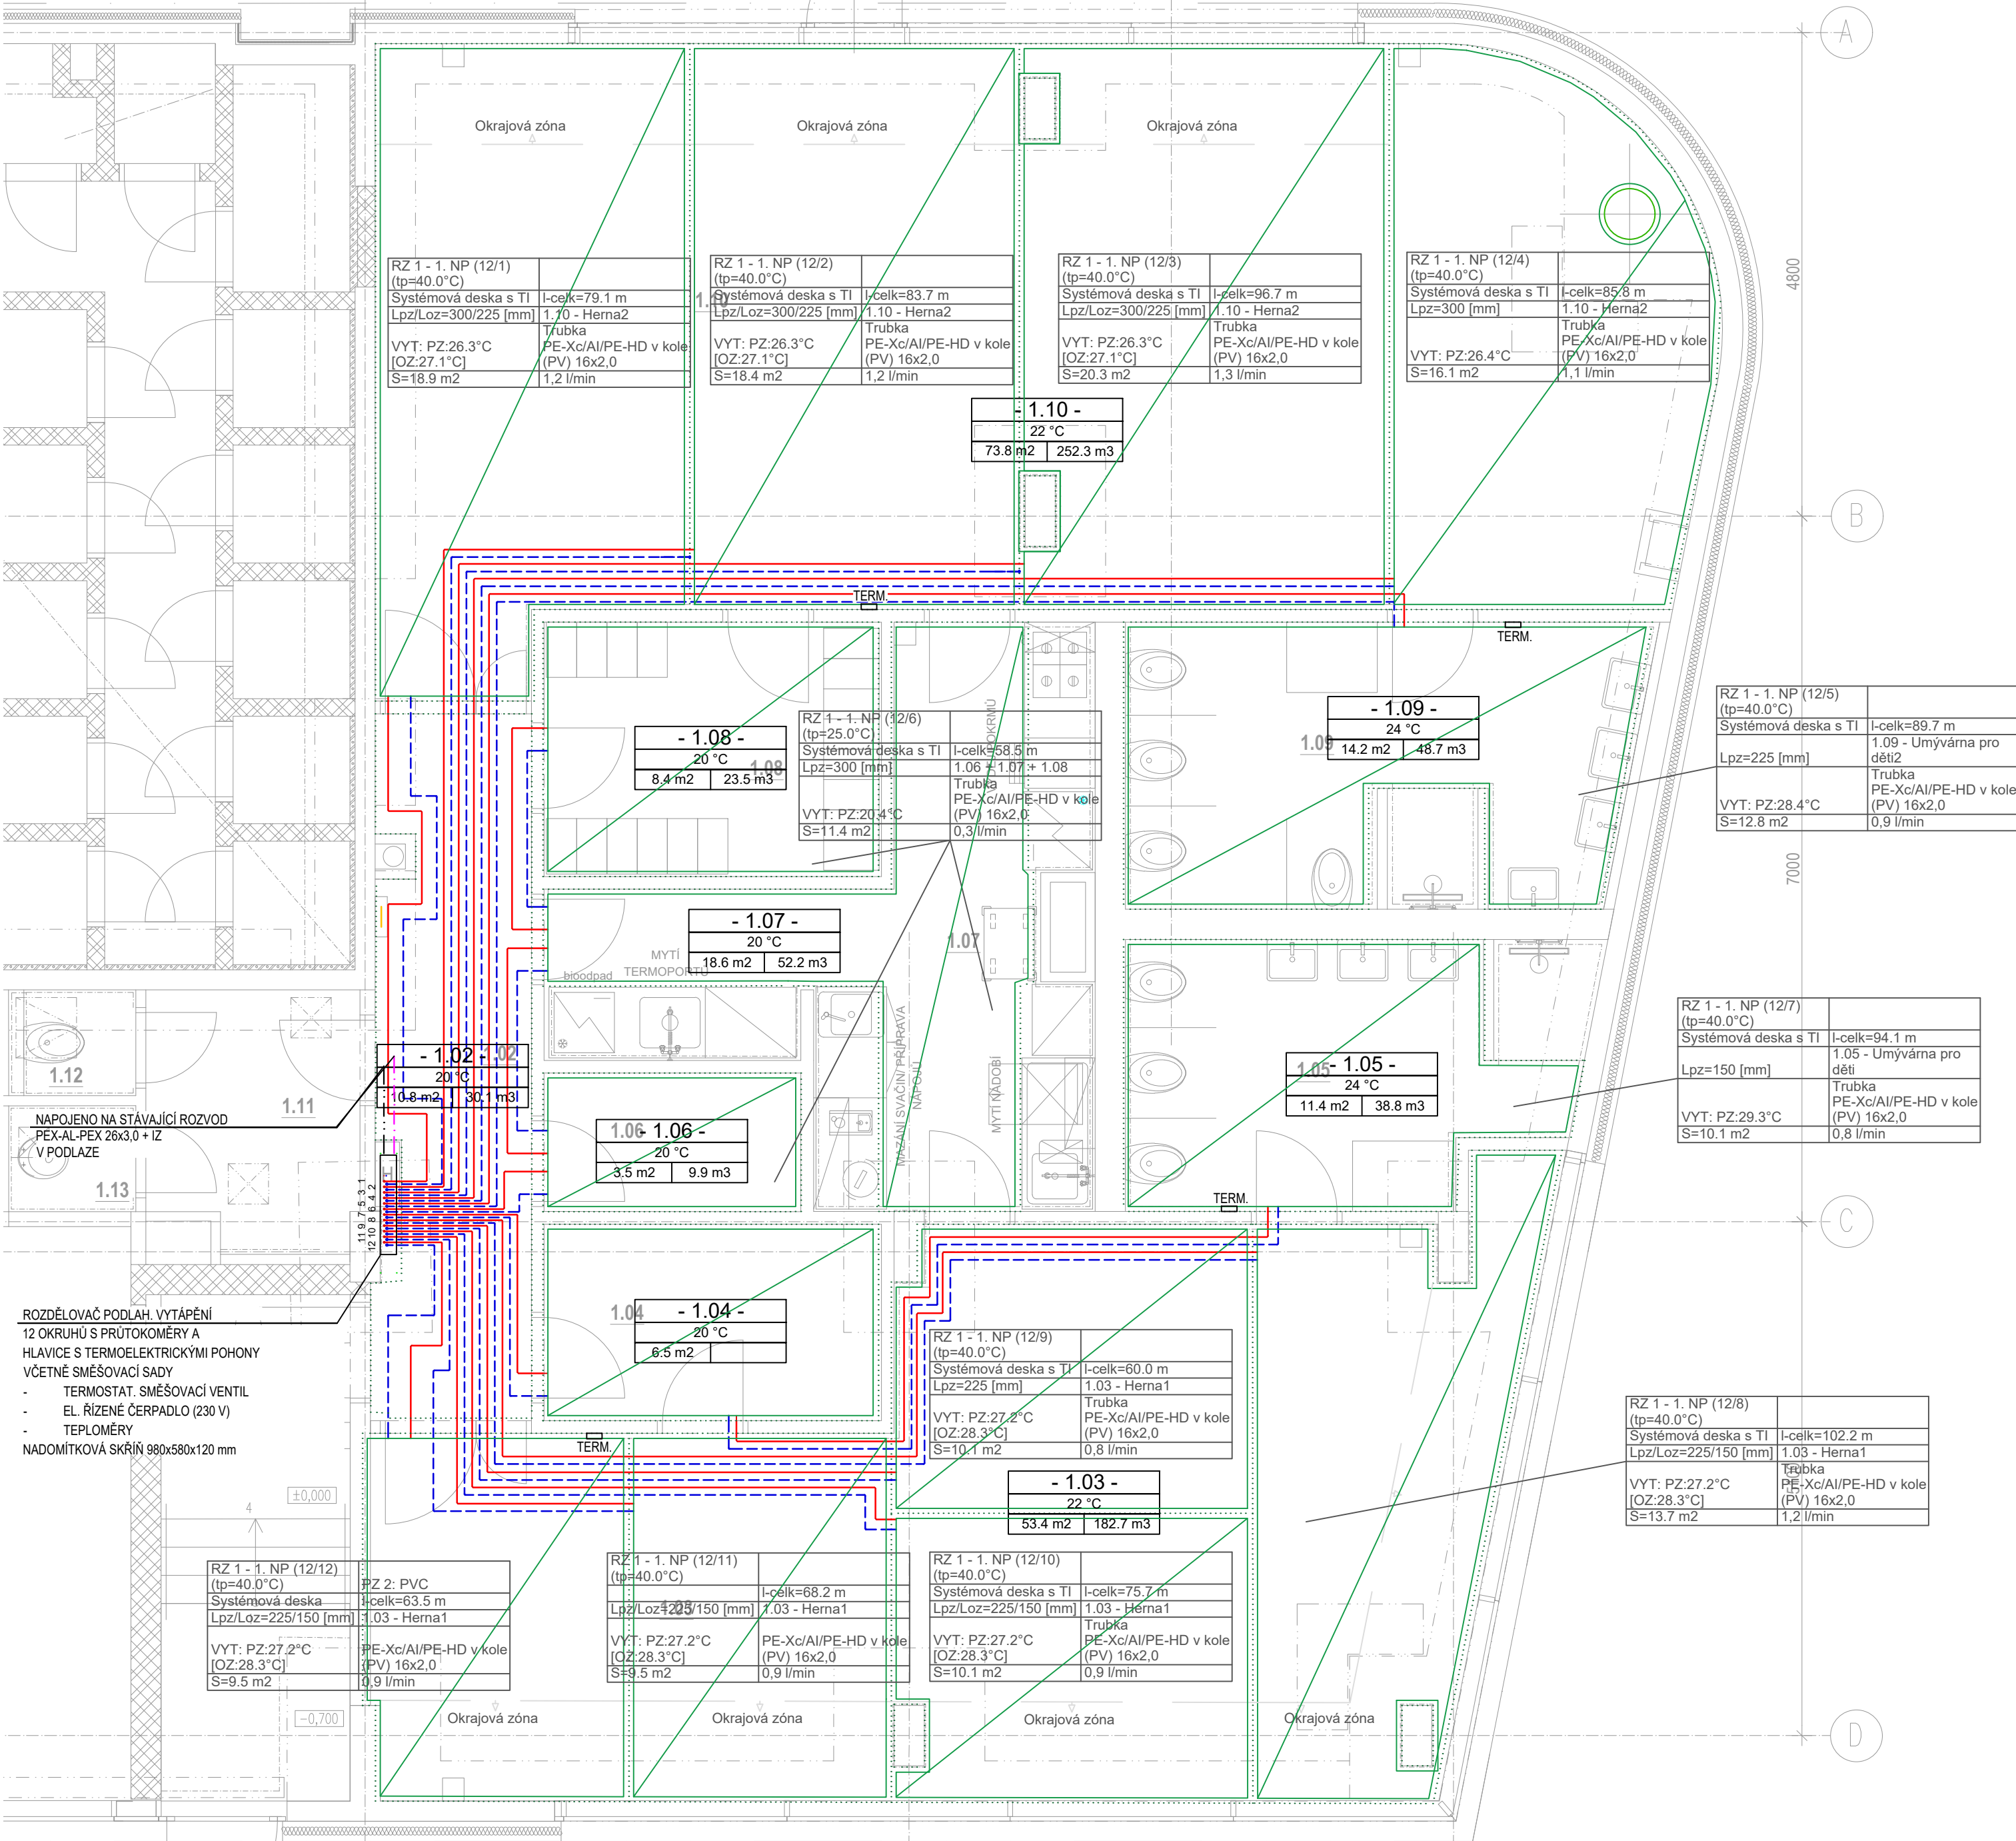 A
Okrajová zóna
Okrajová zóna
Okrajová zóna
4800
RZ 1 - 1. NP (12/1)
(tp=40.0°C)
Systémová deska s TI
l-celk=79.1 m
Lpz/Loz=300/225 [mm]
1.10 - Herna2
VYT: PZ:26.3°C
[OZ:27.1°C]
Trubka
PE-Xc/Al/PE-HD v kole
(PV) 16x2,0
S=18.9 m2
1,2 l/min
RZ 1 - 1. NP (12/2)
(tp=40.0°C)
1.10
Systémová deska s TI
l-celk=83.7 m
Lpz/Loz=300/225 [mm]
1.10 - Herna2
VYT: PZ:26.3°C
[OZ:27.1°C]
Trubka
PE-Xc/Al/PE-HD v kole
(PV) 16x2,0
S=18.4 m2
1,2 l/min
RZ 1 - 1. NP (12/3)
(tp=40.0°C)
Systémová deska s TI
l-celk=96.7 m
Lpz/Loz=300/225 [mm]
1.10 - Herna2
VYT: PZ:26.3°C
[OZ:27.1°C]
Trubka
PE-Xc/Al/PE-HD v kole
(PV) 16x2,0
S=20.3 m2
1,3 l/min
RZ 1 - 1. NP (12/4)
(tp=40.0°C)
Systémová deska s TI
l-celk=85.8 m
Lpz=300 [mm]
1.10 - Herna2
VYT: PZ:26.4°C
Trubka
PE-Xc/Al/PE-HD v kole
(PV) 16x2,0
S=16.1 m2
1,1 l/min
- 1.10 -
22 °C
73.8 m2
252.3 m3
B
TERM.
TERM.
- 1.08 -
20 °C
8.4 m2
23.5 m3
1.08
RZ 1 - 1. NP (12/6)
(tp=25.0°C)
Systémová deska s TI
l-celk=58.5 m
Lpz=300 [mm]
1.06 + 1.07 + 1.08
VYT: PZ:20.4°C
Trubka
PE-Xc/Al/PE-HD v kole
(PV) 16x2,0
S=11.4 m2
0,3 l/min
1.09
- 1.09 -
24 °C
14.2 m2
48.7 m3
RZ 1 - 1. NP (12/5)
(tp=40.0°C)
Systémová deska s TI
l-celk=89.7 m
Lpz=225 [mm]
1.09 - Umývárna pro
děti2
VYT: PZ:28.4°C
Trubka
PE-Xc/Al/PE-HD v kole
(PV) 16x2,0
S=12.8 m2
0,9 l/min
7000
- 1.07 -
20 °C
18.6 m2
52.2 m3
1.07
bioodpad
MYTÍ
TERMOPORTŮ
MAZÁNÍ SVAČIN/ PŘÍPRAVA
NÁPOJŮ
MYTÍ NÁDOBÍ
RZ 1 - 1. NP (12/7)
(tp=40.0°C)
Systémová deska s TI
l-celk=94.1 m
Lpz=150 [mm]
1.05 - Umývárna pro
děti
VYT: PZ:29.3°C
Trubka
PE-Xc/Al/PE-HD v kole
(PV) 16x2,0
S=10.1 m2
0,8 l/min
- 1.02 -
1.02
20 °C
10.8 m2
30.1 m3
1.12
1.11
1.13
NAPOJENO NA STÁVAJÍCÍ ROZVOD
PEX-AL-PEX 26x3,0 + IZ
V PODLAZE
1.06
- 1.06 -
20 °C
3.5 m2
9.9 m3
1.05
- 1.05 -
24 °C
11.4 m2
38.8 m3
TERM.
C
11 9 7 5 3 1
12 10 8 6 4 2
ROZDĚLOVAČ PODLAH. VYTÁPĚNÍ
12 OKRUHŮ S PRŮTOKOMĚRY A
HLAVICE S TERMOELEKTRICKÝMI POHONY
VČETNĚ SMĚŠOVACÍ SADY
- TERMOSTAT. SMĚŠOVACÍ VENTIL
- EL. ŘÍZENÉ ČERPADLO (230 V)
- TEPLOMĚRY
NADOMÍTKOVÁ SKŘÍŇ 980x580x120 mm
1.04
- 1.04 -
20 °C
6.5 m2
TERM.
RZ 1 - 1. NP (12/9)
(tp=40.0°C)
Systémová deska s TI
l-celk=60.0 m
Lpz=225 [mm]
1.03 - Herna1
VYT: PZ:27.2°C
[OZ:28.3°C]
Trubka
PE-Xc/Al/PE-HD v kole
(PV) 16x2,0
S=10.1 m2
0,8 l/min
- 1.03 -
22 °C
53.4 m2
182.7 m3
RZ 1 - 1. NP (12/8)
(tp=40.0°C)
Systémová deska s TI
l-celk=102.2 m
Lpz/Loz=225/150 [mm]
1.03 - Herna1
VYT: PZ:27.2°C
[OZ:28.3°C]
Trubka
PE-Xc/Al/PE-HD v kole
(PV) 16x2,0
S=13.7 m2
1,2 l/min
±0,000
4
-0,700
RZ 1 - 1. NP (12/12)
(tp=40.0°C)
PZ 2: PVC
Systémová deska
l-celk=63.5 m
Lpz/Loz=225/150 [mm]
1.03 - Herna1
VYT: PZ:27.2°C
[OZ:28.3°C]
PE-Xc/Al/PE-HD v kole
(PV) 16x2,0
S=9.5 m2
0,9 l/min
RZ 1 - 1. NP (12/11)
(tp=40.0°C)
l-celk=68.2 m
Lpz/Loz=225/150 [mm]
1.03 - Herna1
VYT: PZ:27.2°C
[OZ:28.3°C]
PE-Xc/Al/PE-HD v kole
(PV) 16x2,0
S=9.5 m2
0,9 l/min
RZ 1 - 1. NP (12/10)
(tp=40.0°C)
Systémová deska s TI
l-celk=75.7 m
Lpz/Loz=225/150 [mm]
1.03 - Herna1
VYT: PZ:27.2°C
[OZ:28.3°C]
Trubka
PE-Xc/Al/PE-HD v kole
(PV) 16x2,0
S=10.1 m2
0,9 l/min
Okrajová zóna
Okrajová zóna
Okrajová zóna
Okrajová zóna
D